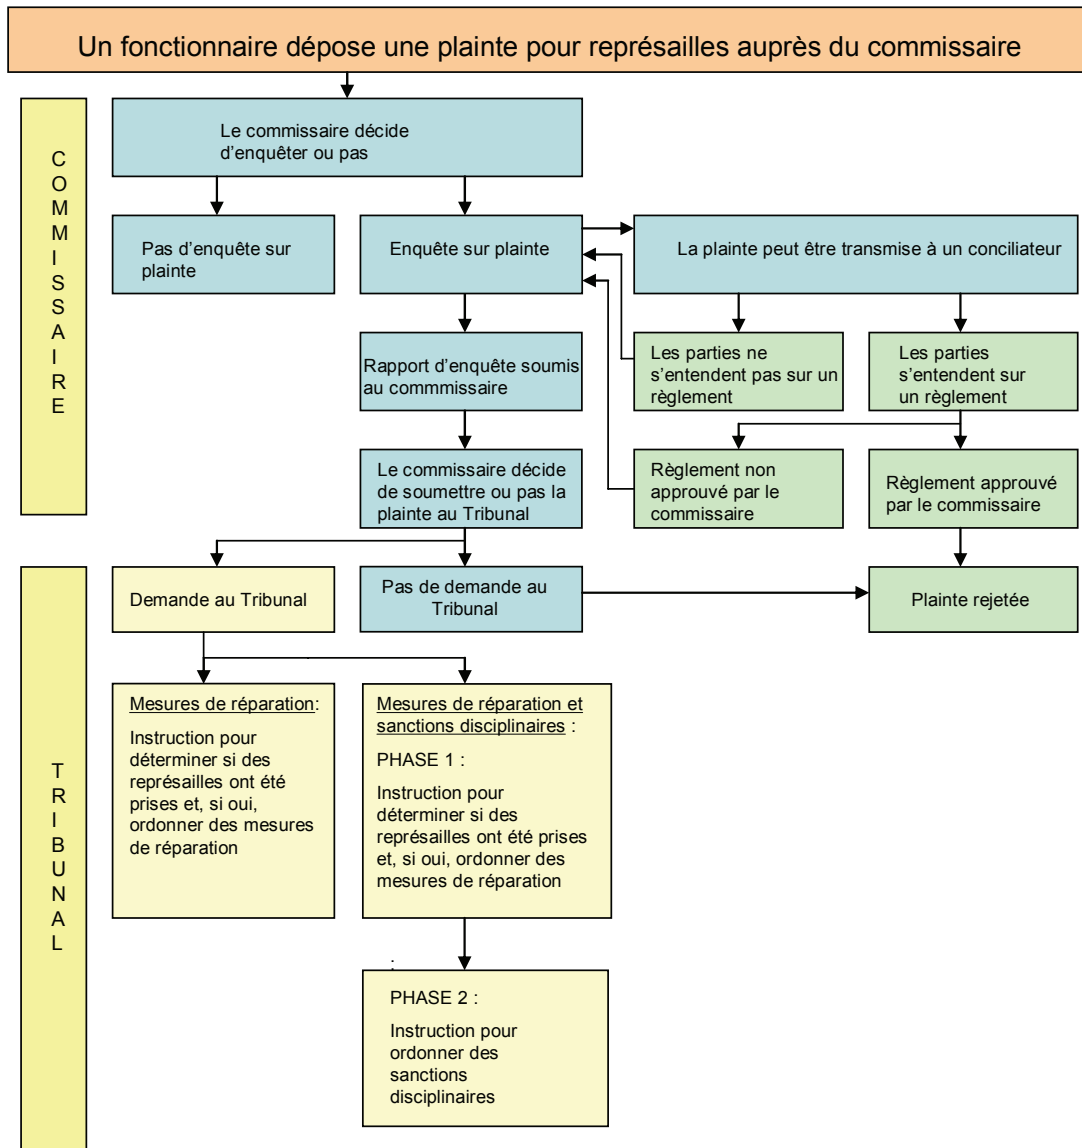 Un fonctionnaire dépose une plainte pour représailles auprès du commissaire
COMMISSAIRE
Le commissaire décide
d'enquêter ou pas
Pas d'enquête sur
plainte
Enquête sur plainte
La plainte peut être transmise à un conciliateur
Rapport d'enquête soumis
au commmissaire
Les parties ne
s'entendent pas sur un
règlement
Les parties
s'entendent sur
un règlement
Le commissaire décide
de soumettre ou pas la
plainte au Tribunal
Règlement non
approuvé par le
commissaire
Règlement approuvé
par le commissaire
TRIBUNAL
Demande au Tribunal
Pas de demande au
Tribunal
Plainte rejetée
Mesures de réparation:
Instruction pour
déterminer si des
représailles ont été
prises et, si oui,
ordonner des mesures
de réparation
Mesures de réparation et
sanctions disciplinaires :
PHASE 1 :
Instruction pour
déterminer si des
représailles ont été prises
et, si oui, ordonner des
mesures de réparation
:
PHASE 2 :
Instruction pour
ordonner des
sanctions
disciplinaires